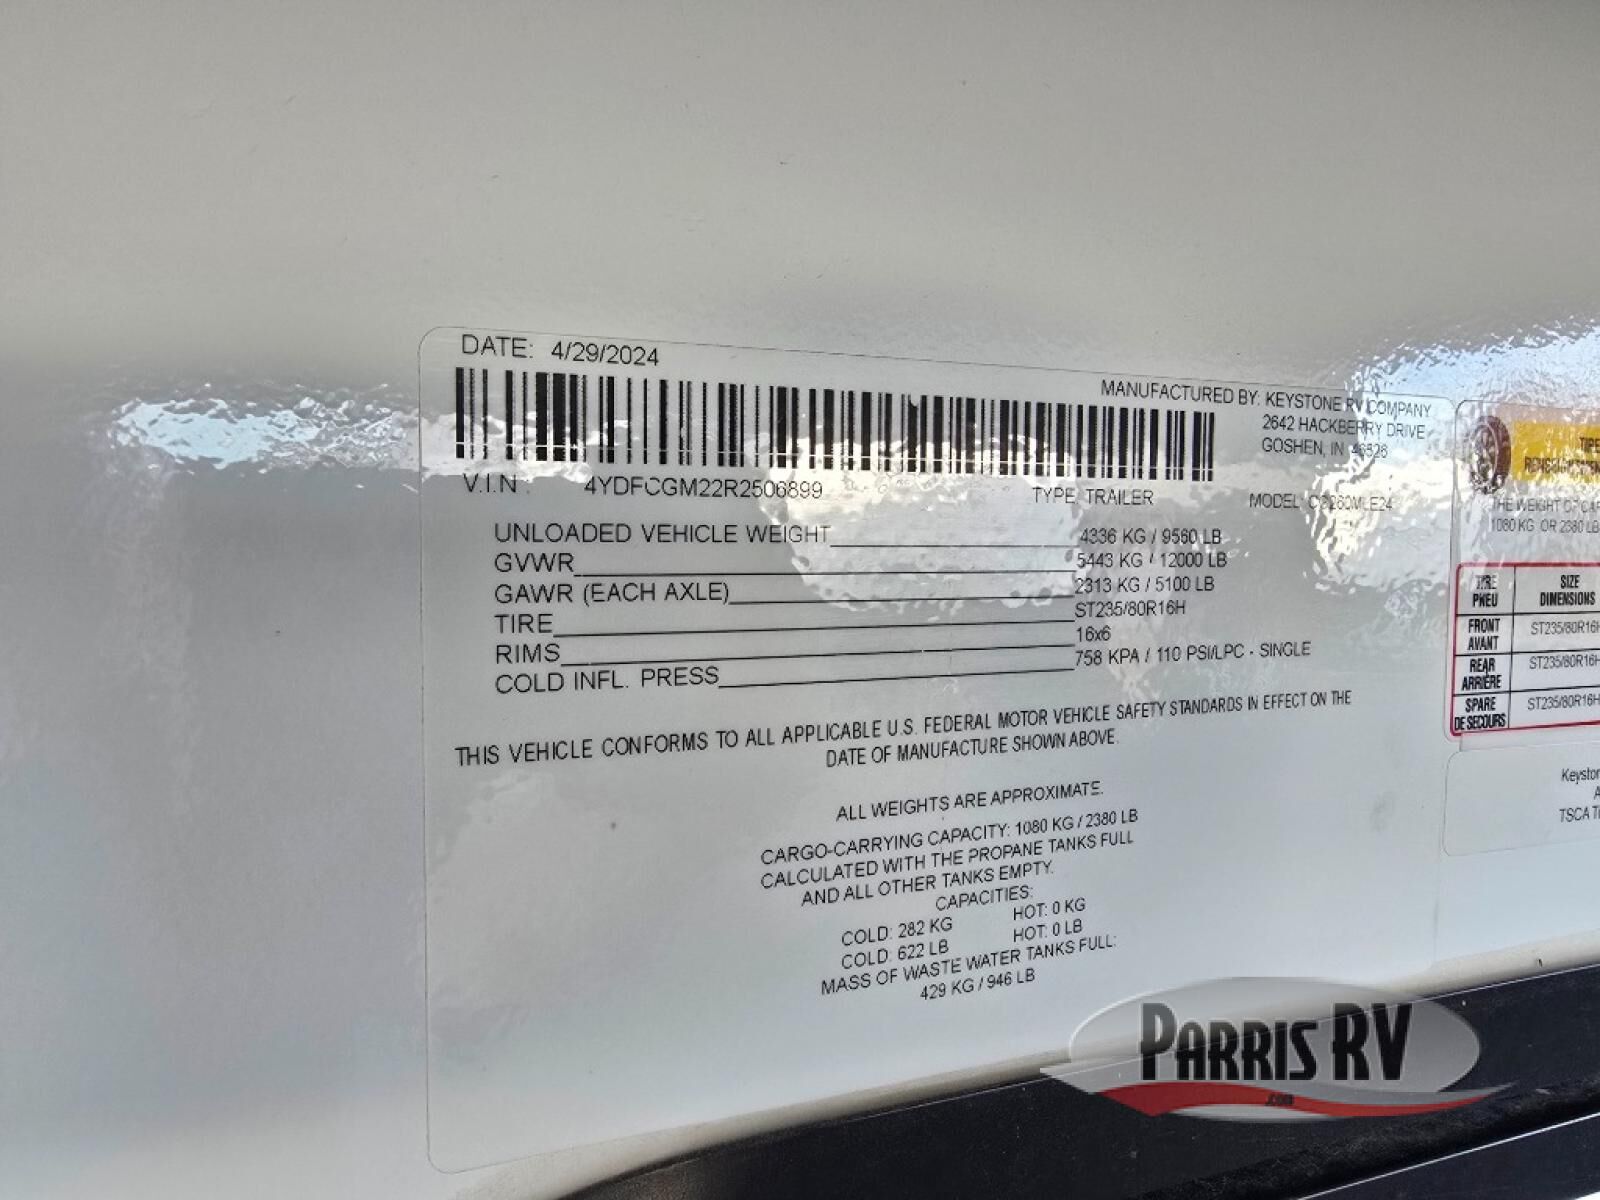 DATE: 4/29/2024
MANUFACTURED BY: KEYSTONE RV COMPANY
2642 HACKBERRY DRIVE
GOSHEN, IN 46526
V.I.N : 4YDFCGM22R2506899 TYPE TRAILER MODEL
UNLOADED VEHICLE WEIGHT 4336 KG / 9560 LB
GVWR 5443 KG / 12000 LB
GAWR (EACH AXLE) 2313 KG / 5100 LB
TIRE ST235/80R16H
RIMS 16x6
COLD INFL. PRESS 758 KPA / 110 PSI/LPC - SINGLE
THIS VEHICLE CONFORMS TO ALL APPLICABLE U.S. FEDERAL MOTOR VEHICLE SAFETY STANDARDS IN EFFECT ON THE
DATE OF MANUFACTURE SHOWN ABOVE.
ALL WEIGHTS ARE APPROXIMATE.
CARGO-CARRYING CAPACITY: 1080 KG / 2380 LB
CALCULATED WITH THE PROPANE TANKS FULL
AND ALL OTHER TANKS EMPTY.
CAPACITIES:
COLD: 282 KG HOT: 0 KG
COLD: 622 LB HOT: 0 LB
MASS OF WASTE WATER TANKS FULL:
429 KG / 946 LB
THE WEIGHT OF
1080 KG OR 2380 LB
TIRE SIZE
PNEU DIMENSIONS
FRONT ST235/80R16H
AVANT
REAR ST235/80R16H
ARRIÈRE
SPARE ST235/80R16H
DE SECOURS
TSCA
PARRIS RV
.com